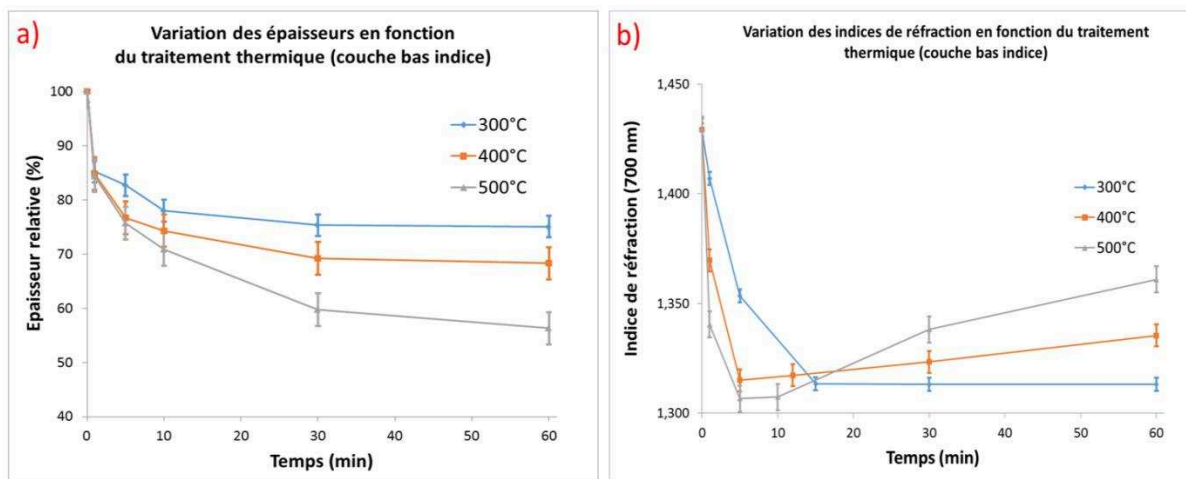 a)
Variation des épaisseurs en fonction
du traitement thermique (couche bas indice)
Epaisseur relative (%)
100
90
80
70
60
50
40
300°C
400°C
500°C
0
10
20
30
40
50
60
Temps (min)
b)
Variation des indices de réfraction en fonction du traitement
thermique (couche bas indice)
Indice de réfraction (700 nm)
1,450
1,400
1,350
1,300
300°C
400°C
500°C
0
10
20
30
40
50
60
Temps (min)